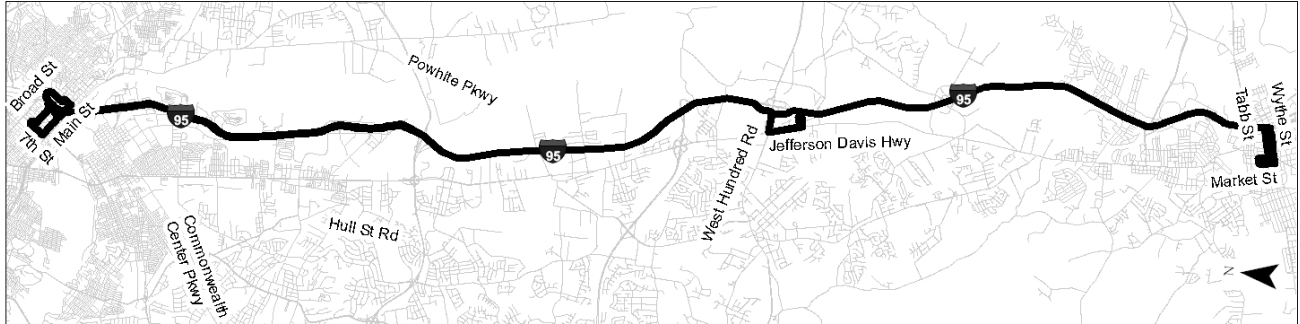 Broad St
Main St
7th St
95
Powhite Pkwy
Commonwealth
Center Pkwy
Hull St Rd
95
West Hundred Rd
Jefferson Davis Hwy
95
Tabb St
Wythe St
Market St
N